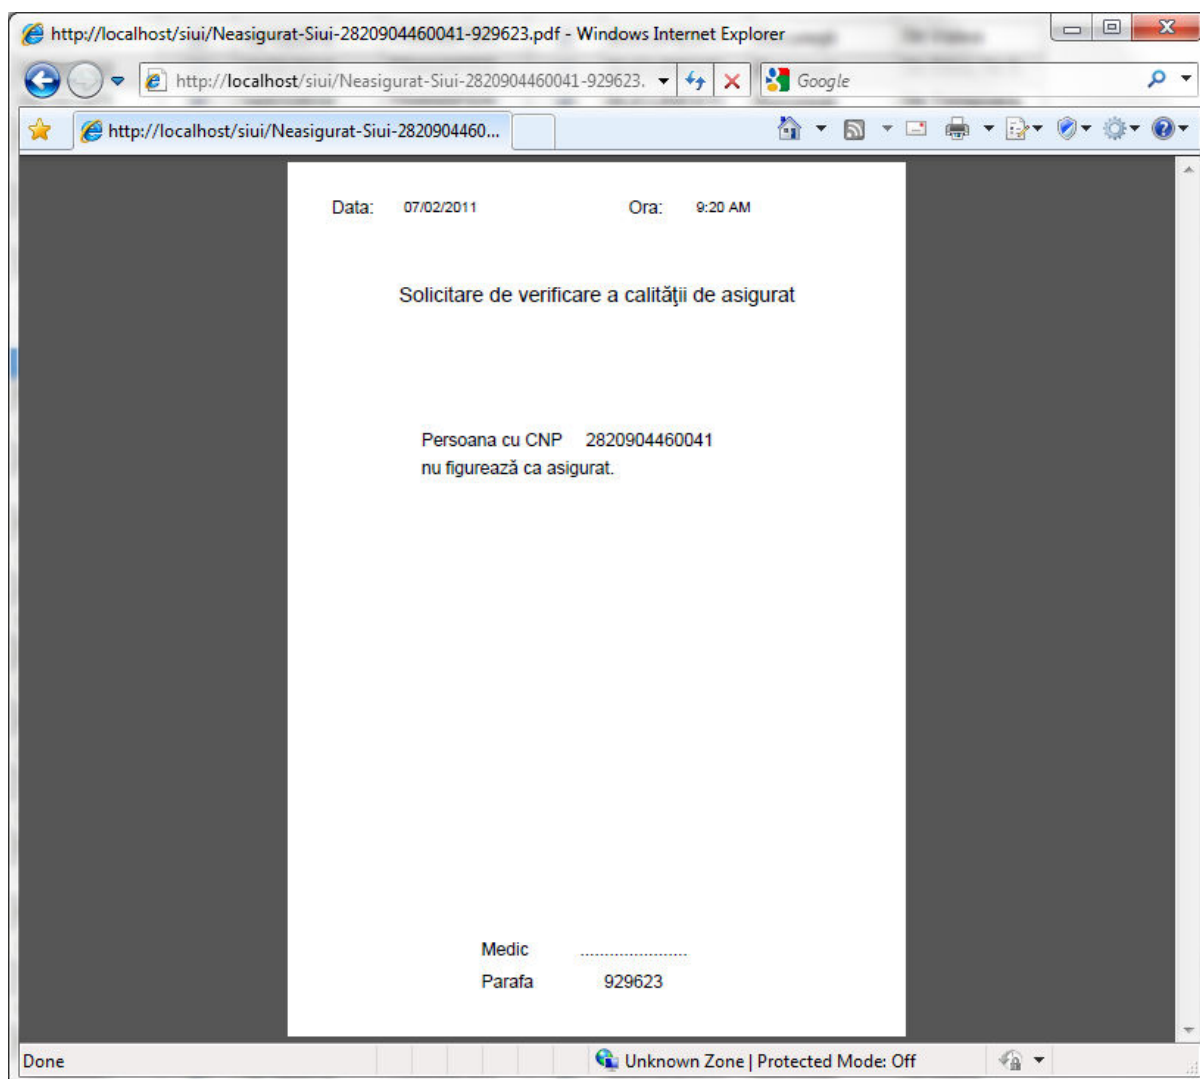 http://localhost/siui/Neasigurat-Siui-2820904460041-929623.pdf - Windows Internet Explorer
http://localhost/siui/Neasigurat-Siui-2820904460041-929623. Google
http://localhost/siui/Neasigurat-Siui-2820904460...
Data: 07/02/2011 Ora: 9:20 AM
Solicitare de verificare a calităţii de asigurat
Persoana cu CNP 2820904460041
nu figurează ca asigurat.
Medic ......................
Parafa 929623
Done Unknown Zone | Protected Mode: Off